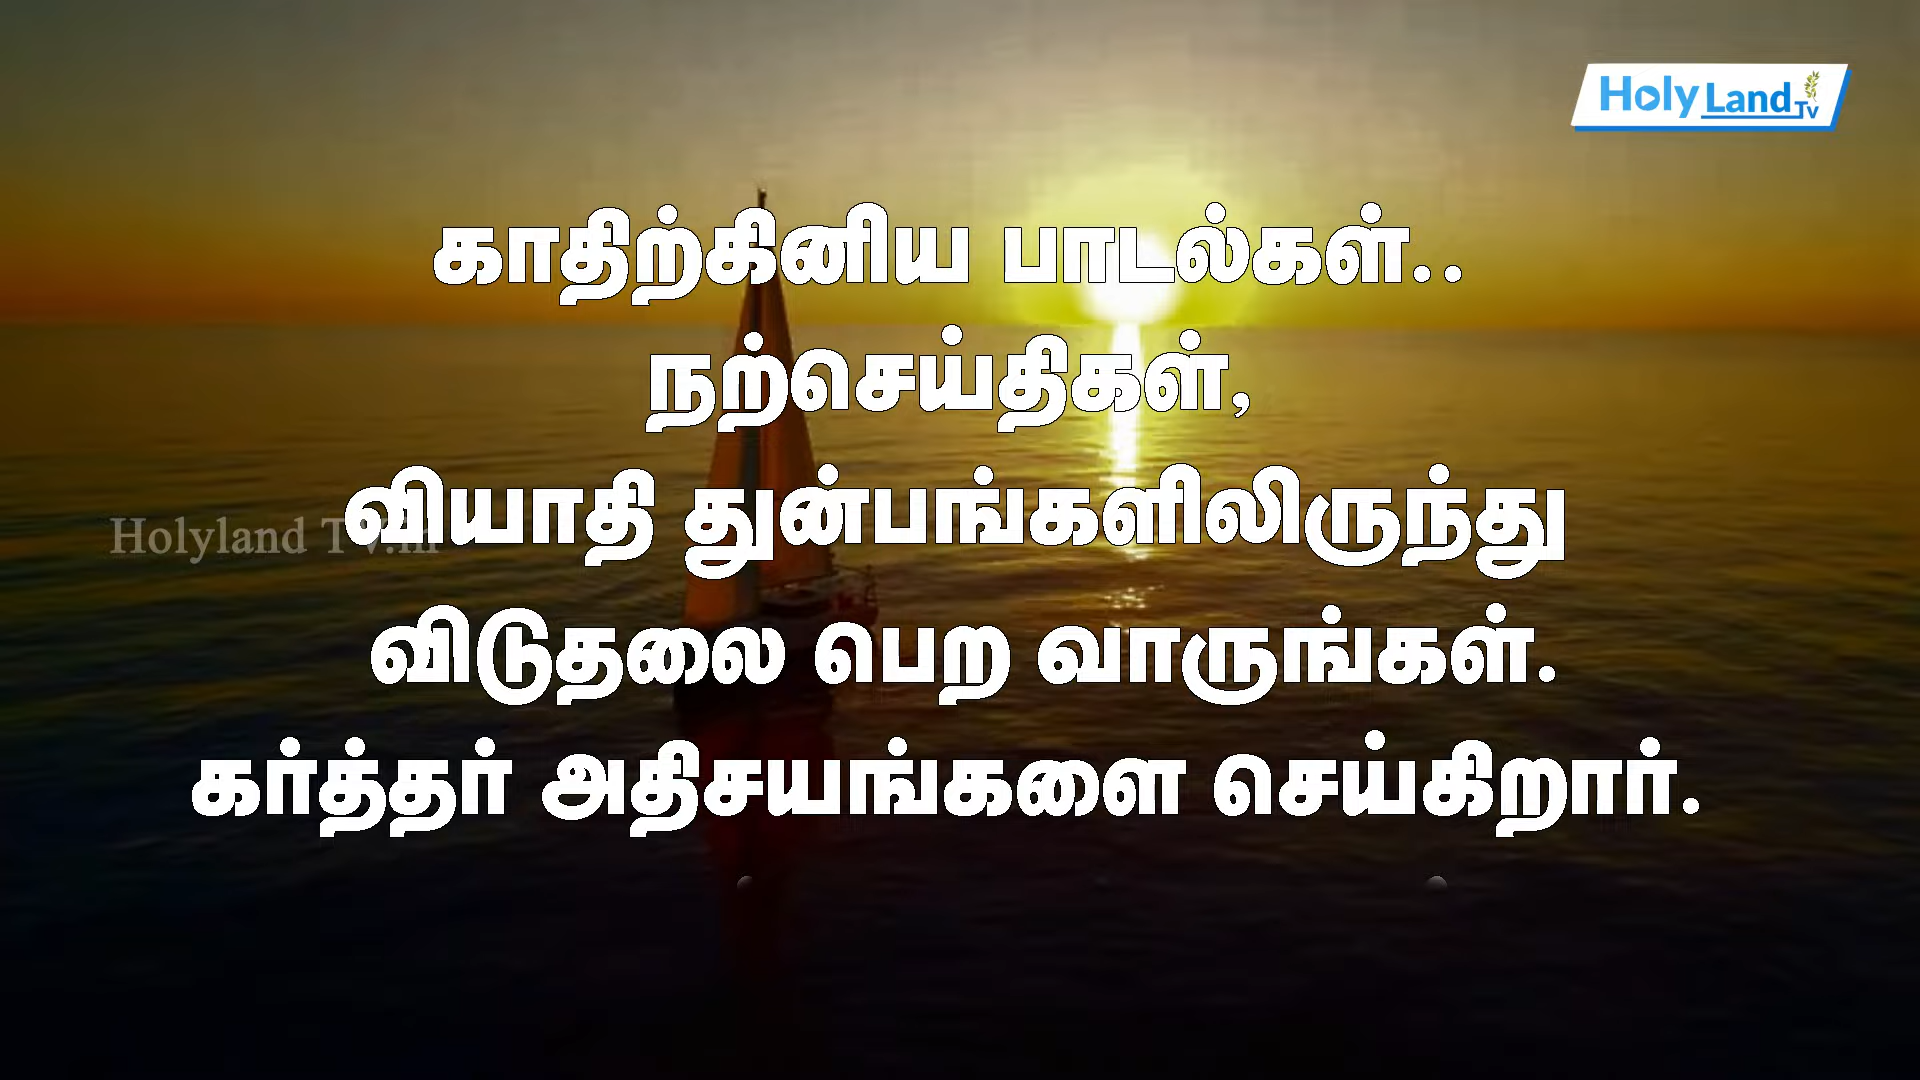 Holy Land TV
காதிற்கினிய பாடல்கள்..
நற்செய்திகள்,
வியாதி துன்பங்களிலிருந்து
Holyland Tv.in
விடுதலை பெற வாருங்கள்.
கர்த்தர் அதிசயங்களை செய்கிறார்.